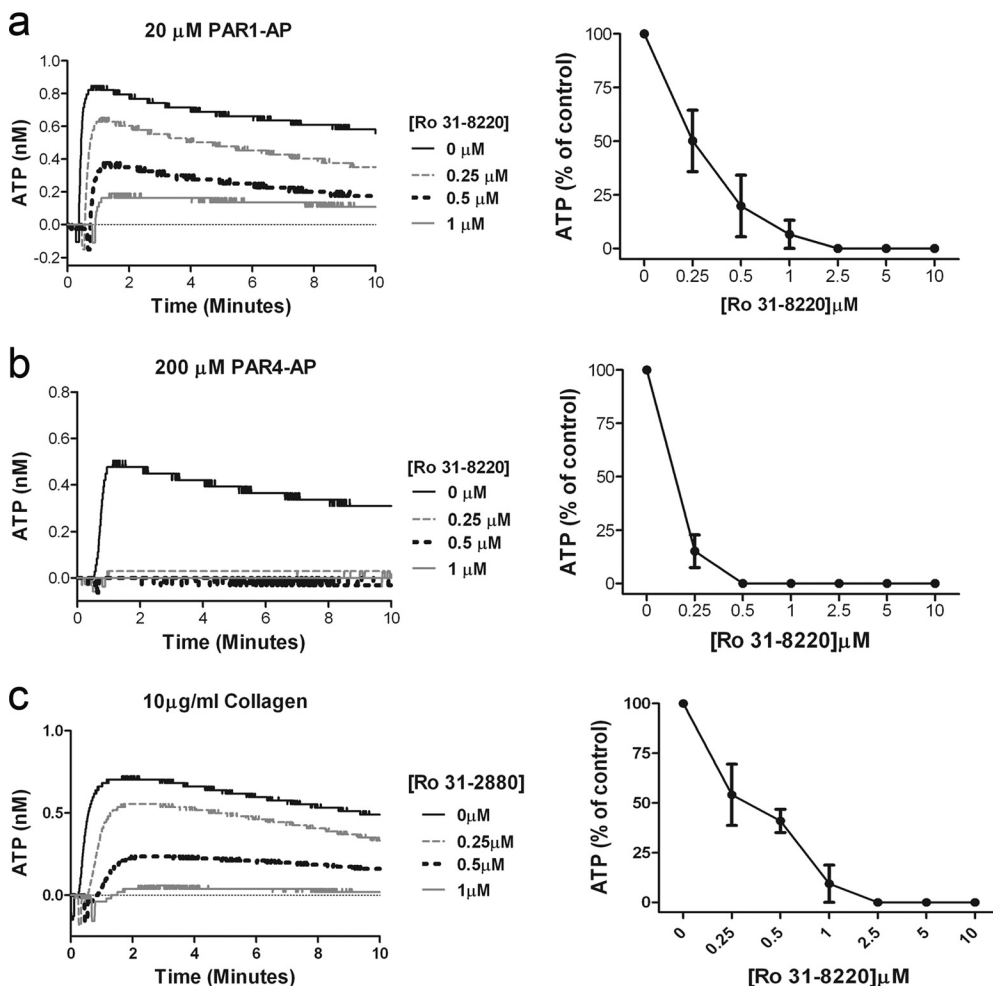 a
20 μM PAR1-AP
ATP (nM)
1.0
0.8
0.6
0.4
0.2
0.0
-0.2
2
4
6
8
10
0
Time (Minutes)
[Ro 31-8220]
0 μM
0.25 μM
0.5 μM
1 μM
ATP (% of control)
100
75
50
25
0
0
0.25
0.5
1
2.5
5
10
[Ro 31-8220]μM
b
200 μM PAR4-AP
ATP (nM)
0.8
0.6
0.4
0.2
0.0
0
2
4
6
8
10
Time (Minutes)
[Ro 31-8220]
0 μM
0.25 μM
0.5 μM
1 μM
ATP (% of control)
100
75
50
25
0
0
0.25
0.5
1
2.5
5
10
[Ro 31-8220]μM
c
10μg/ml Collagen
ATP (nM)
1.0
0.5
0.0
0
2
4
6
8
10
Time (Minutes)
[Ro 31-2880]
0μM
0.25μM
0.5μM
1μM
ATP (% of control)
100
75
50
25
0
0
0.25
0.5
1
2.5
5
10
[Ro 31-8220]μM